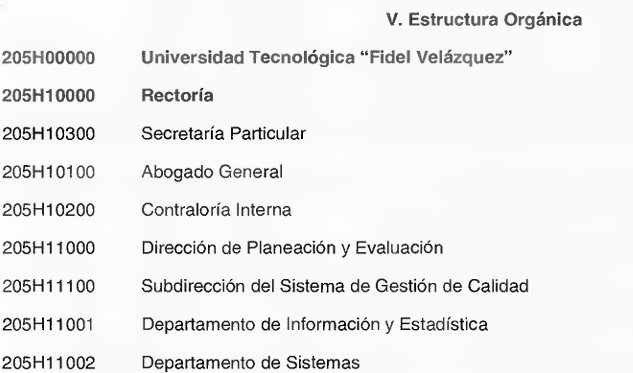 V. Estructura Orgánica
205H00000 Universidad Tecnológica “Fidel Velázquez”
205H10000 Rectoría
205H10300 Secretaría Particular
205H10100 Abogado General
205H10200 Contraloría Interna
205H11000 Dirección de Planeación y Evaluación
205H11100 Subdirección del Sistema de Gestión de Calidad
205H11001 Departamento de Información y Estadística
205H11002 Departamento de Sistemas